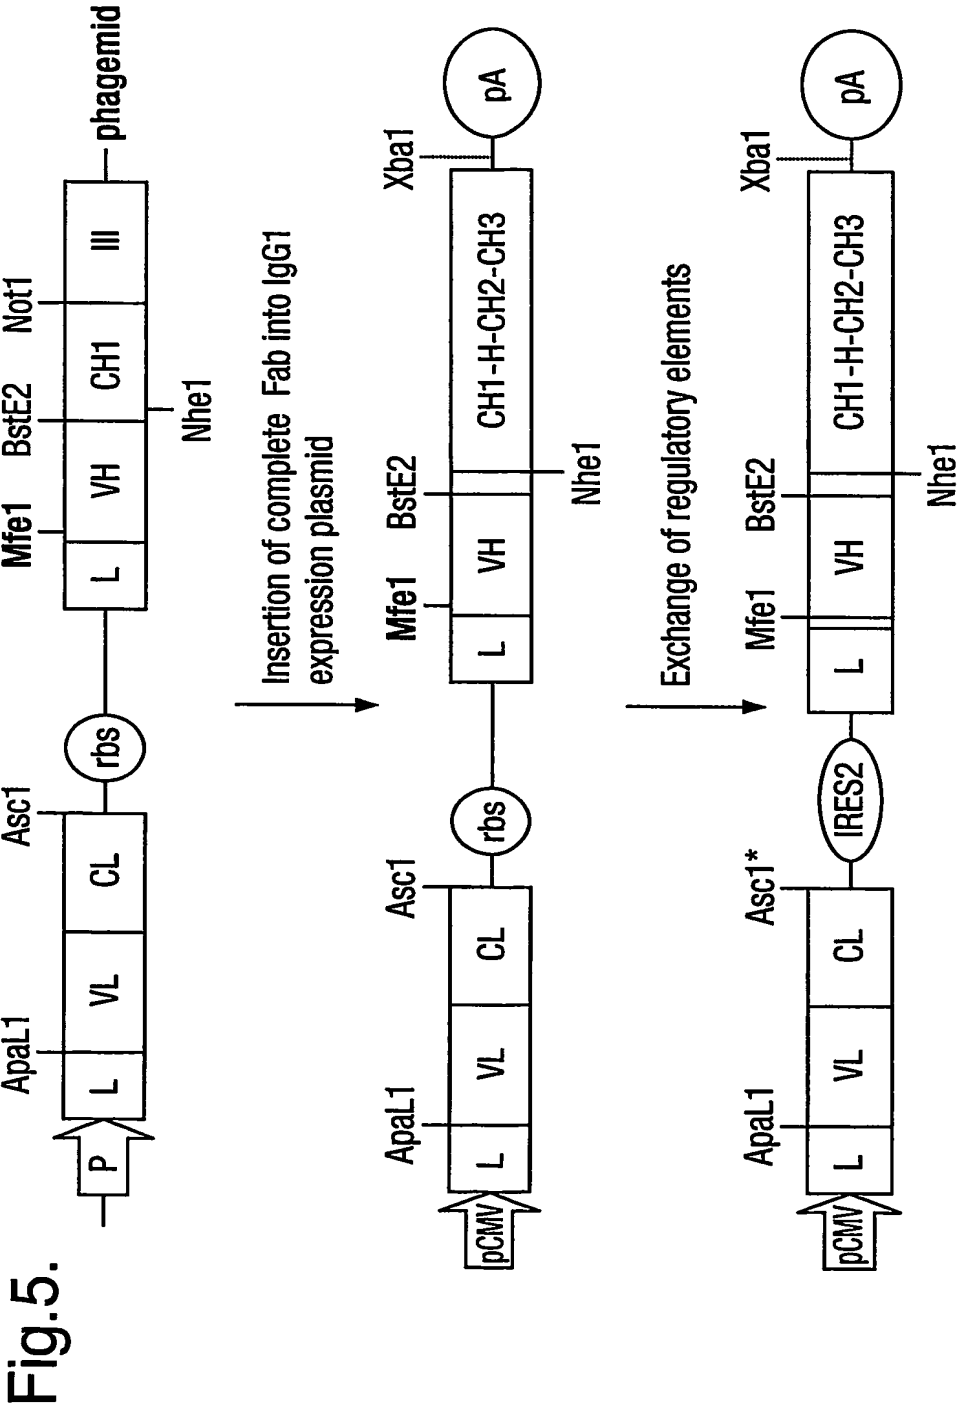 Fig.5.
ApaL1 Asc1 Mfe1 BstE2 Not1
P L VL CL rbs L VH CH1 III phagemid
Nhe1
Insertion of complete Fab into IgG1
expression plasmid
ApaL1 Asc1 Mfe1 BstE2 Xba1
pCMV L VL CL rbs L VH CH1-H-CH2-CH3 pA
Nhe1
Exchange of regulatory elements
ApaL1 Asc1* Mfe1 BstE2 Xba1
pCMV L VL CL IRES2 L VH CH1-H-CH2-CH3 pA
Nhe1